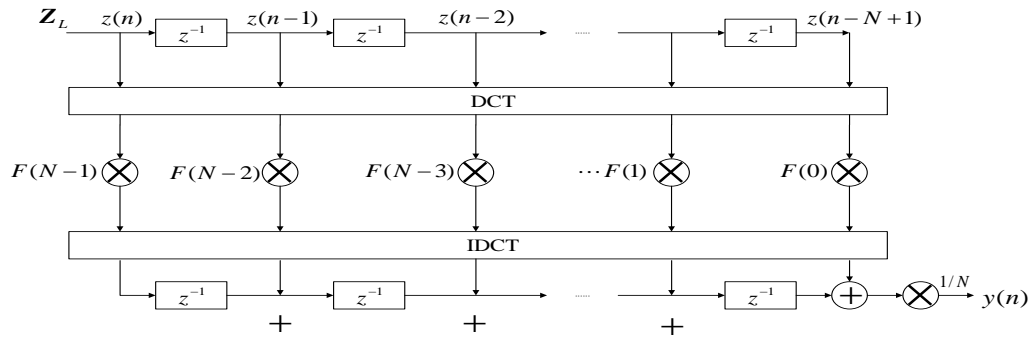 Z_L z(n) z(n−1) z(n−2) ...... z(n−N+1)
z⁻¹ z⁻¹ z⁻¹
DCT
F(N−1) F(N−2) F(N−3) ⋯F(1) F(0)
IDCT
z⁻¹ z⁻¹ ...... z⁻¹ + 1/N y(n)
+ + +